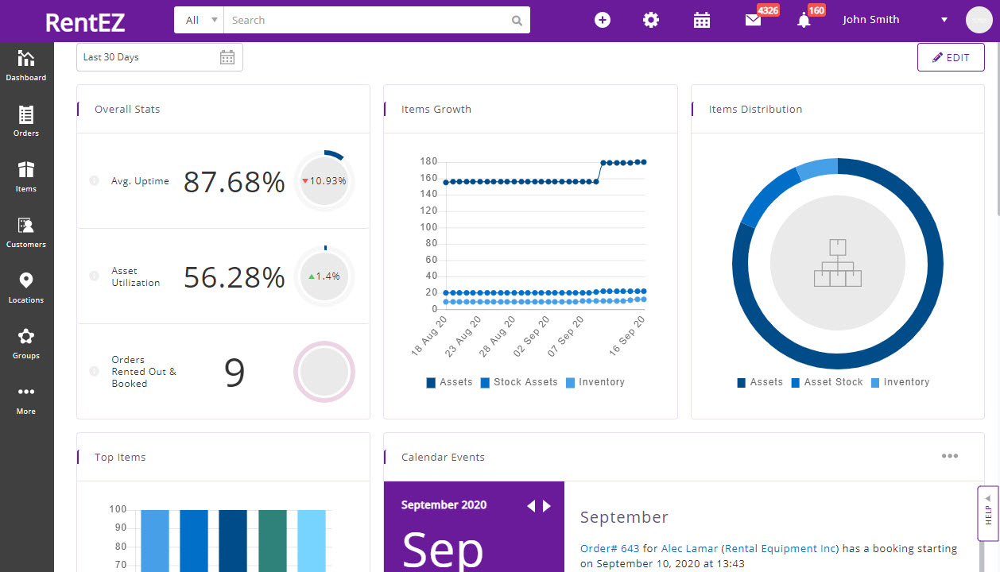 RentEZ
All
Search
4326
160
John Smith
Dashboard
Orders
Items
Customers
Locations
Groups
More
Last 30 Days
EDIT
Overall Stats
Avg. Uptime
87.68%
10.93%
Asset
Utilization
56.28%
1.4%
Orders
Rented Out &
Booked
9
Items Growth
180
160
140
120
100
80
60
40
20
0
18 Aug 20
23 Aug 20
28 Aug 20
02 Sep 20
07 Sep 20
16 Sep 20
Assets Stock Assets Inventory
Items Distribution
Assets Asset Stock Inventory
Top Items
100
90
80
70
Calendar Events
September 2020
Sep
September
Order# 643 for Alec Lamar (Rental Equipment Inc) has a booking starting
on September 10, 2020 at 13:43
HELP